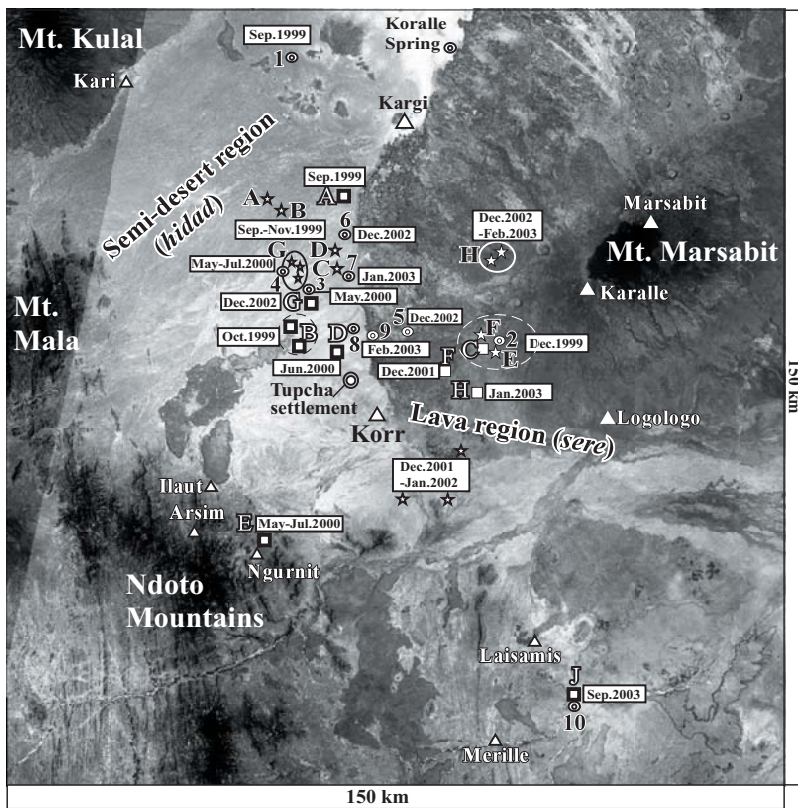 Mt. Kulal
Kari
Sep.1999
1
Koralle
Spring
Kargi
Semi-desert region
(hidad)
A
B
Sep.1999
A
6
Dec.2002
Sep.-Nov.1999
D
G
May-Jul.2000
4
C
7
Jan.2003
3
Dec.2002
G
May.2000
Dec.2002
-Feb.2003
H
Marsabit
Mt. Marsabit
Karalle
Mt.
Mala
Oct.1999
B
D
8
9
5
Dec.2002
Feb.2003
F
2
C
E
Dec.1999
Jun.2000
Dec.2001
F
H
Jan.2003
Tupcha
settlement
Korr
Lava region (sere)
Logologo
Dec.2001
-Jan.2002
Ilaut
Arsim
E
May-Jul.2000
Ngurnit
Ndoto
Mountains
Laisamis
J
Sep.2003
10
Merille
150 km
150 km